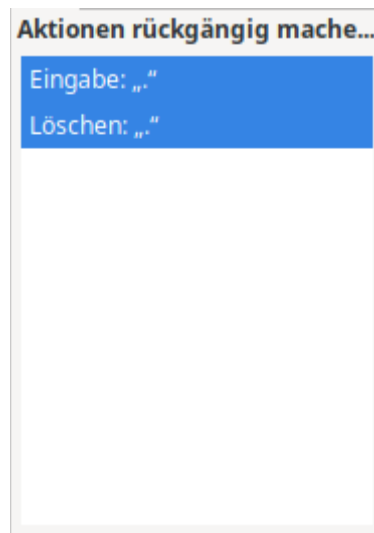 Aktionen rückgängig mache...
Eingabe: „.“
Löschen: „.“